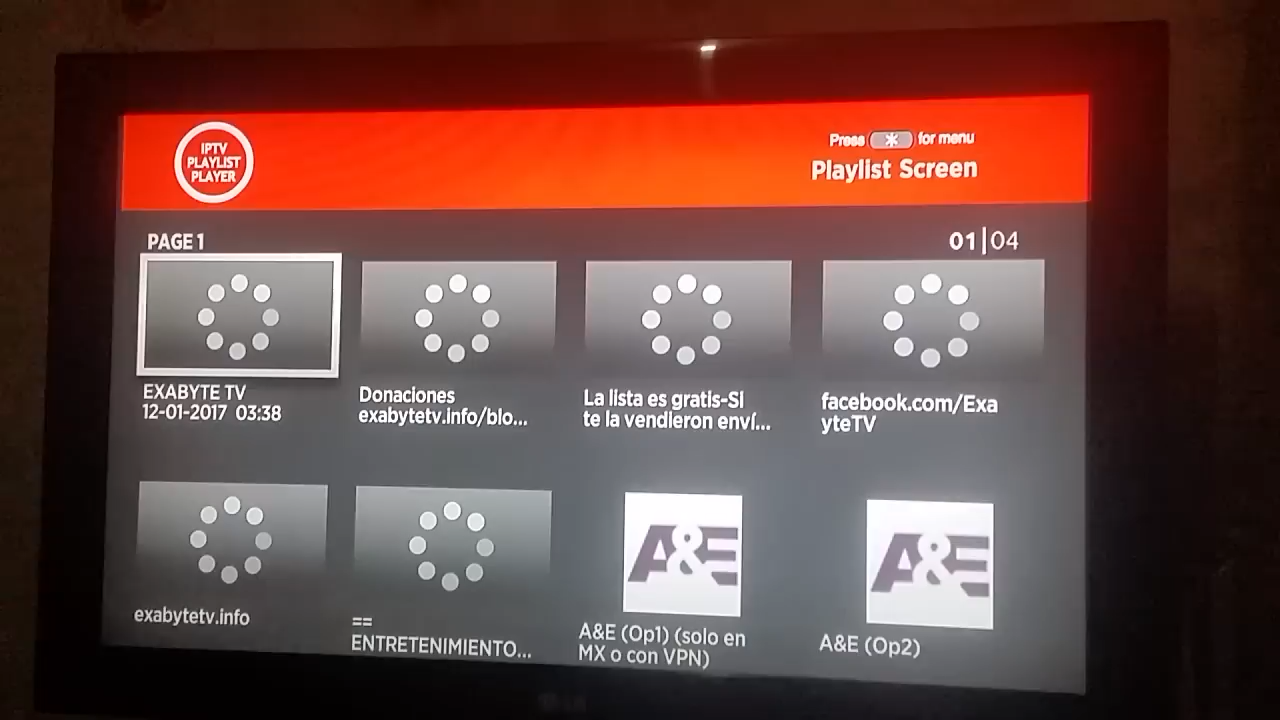 IPTV
PLAYLIST
PLAYER
Press * for menu
Playlist Screen
PAGE 1
01|04
EXABYTE TV
12-01-2017 03:38
Donaciones
exabytetv.info/blo...
La lista es gratis-Si
te la vendieron enví...
facebook.com/Exa
yteTV
exabytetv.info
==
ENTRETENIMIENTO...
A&E
A&E (Op1) (solo en
MX o con VPN)
A&E
A&E (Op2)